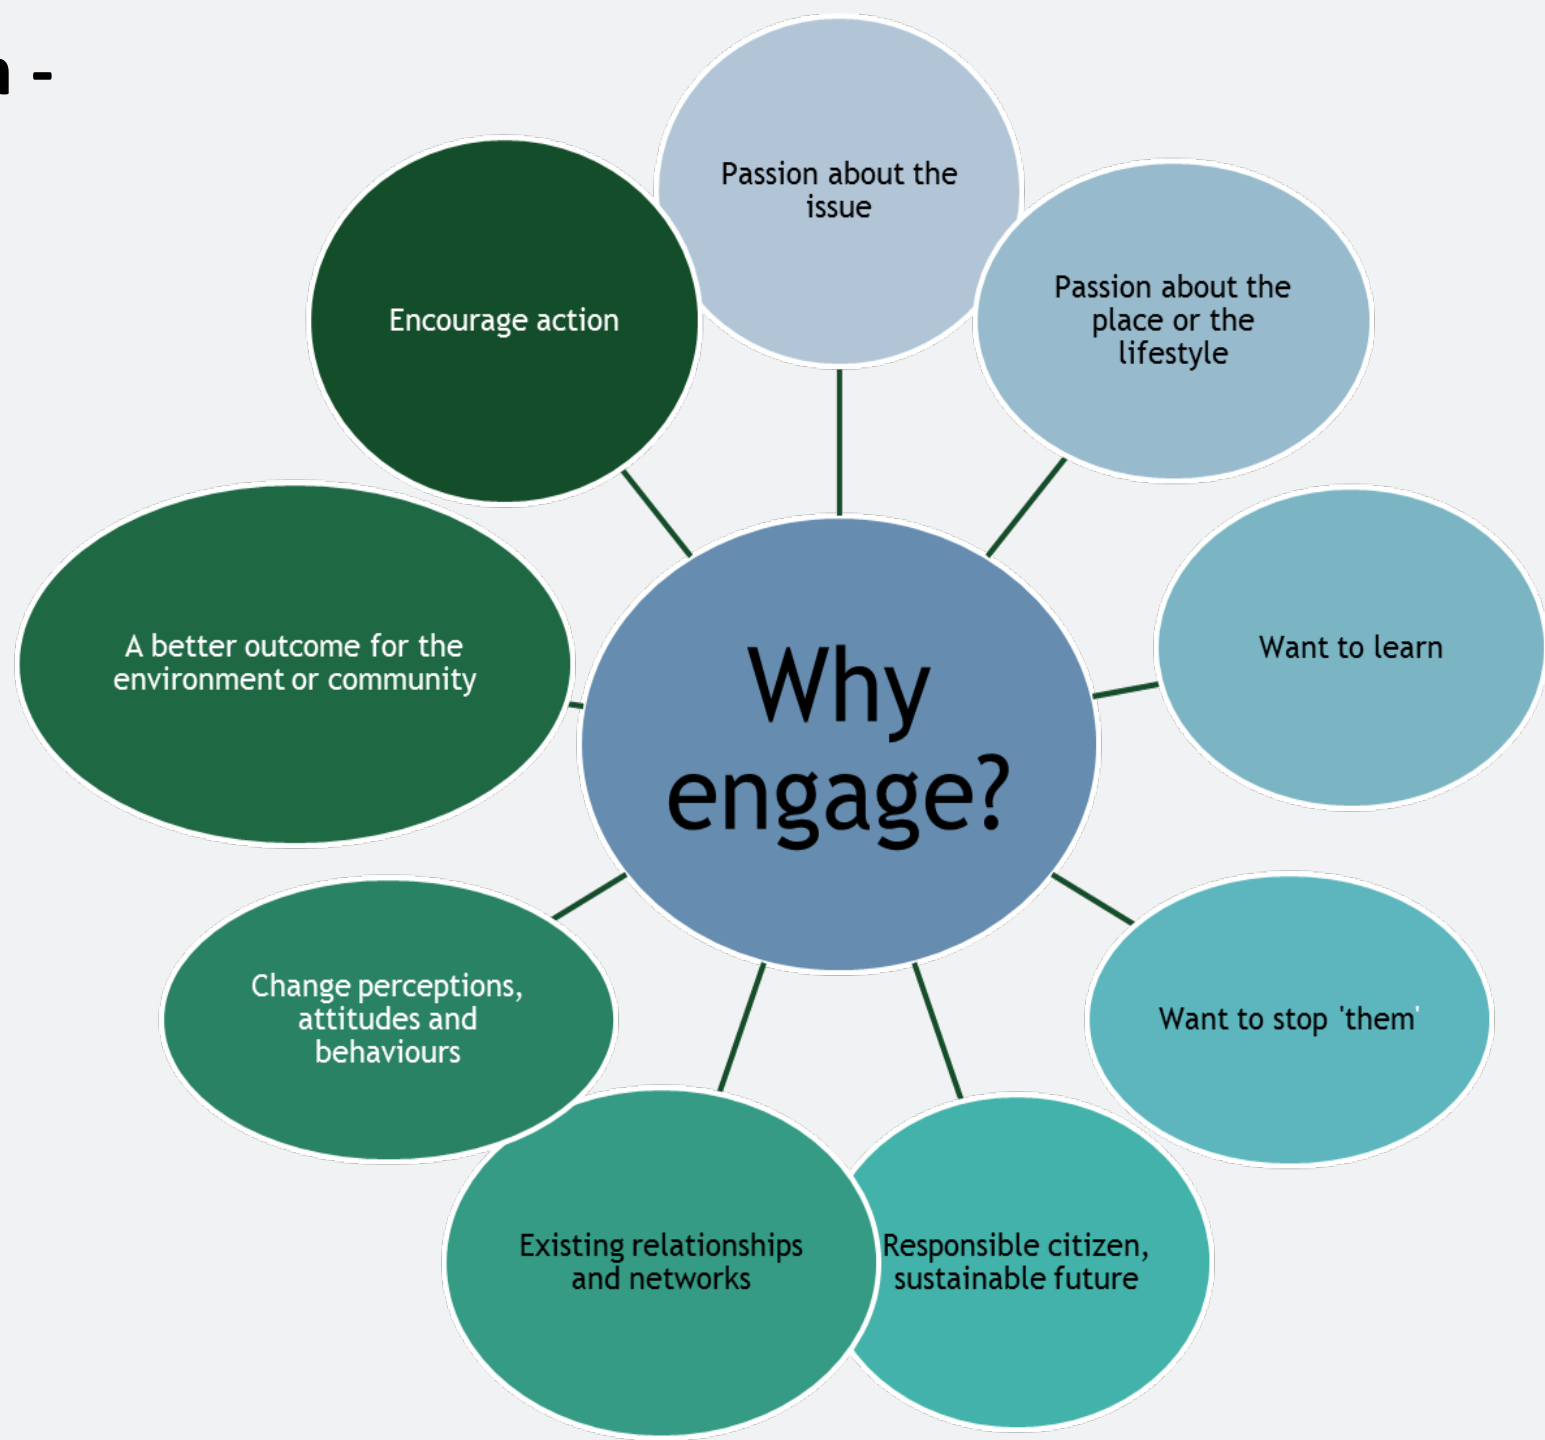 n -
Passion about the
issue
Passion about the
place or the
lifestyle
Want to learn
Want to stop 'them'
Responsible citizen,
sustainable future
Existing relationships
and networks
Change perceptions,
attitudes and
behaviours
A better outcome for the
environment or community
Encourage action
Why
engage?